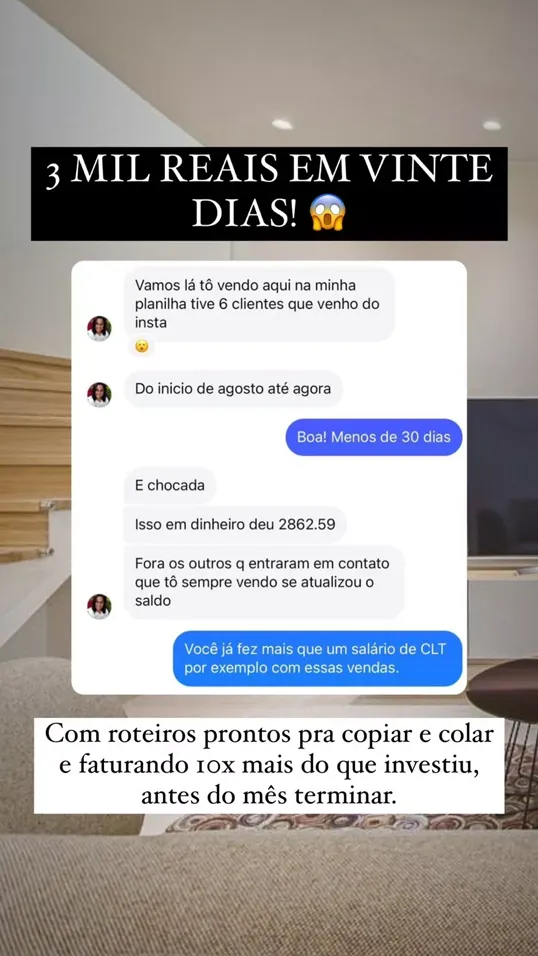 3 MIL REAIS EM VINTE
DIAS! 😱
Vamos lá tô vendo aqui na minha
planilha tive 6 clientes que venho do
insta
😮
Do inicio de agosto até agora
Boa! Menos de 30 dias
E chocada
Isso em dinheiro deu 2862.59
Fora os outros q entraram em contato
que tô sempre vendo se atualizou o
saldo
Você já fez mais que um salário de CLT
por exemplo com essas vendas.
Com roteiros prontos pra copiar e colar
e faturando 10x mais do que investiu,
antes do mês terminar.